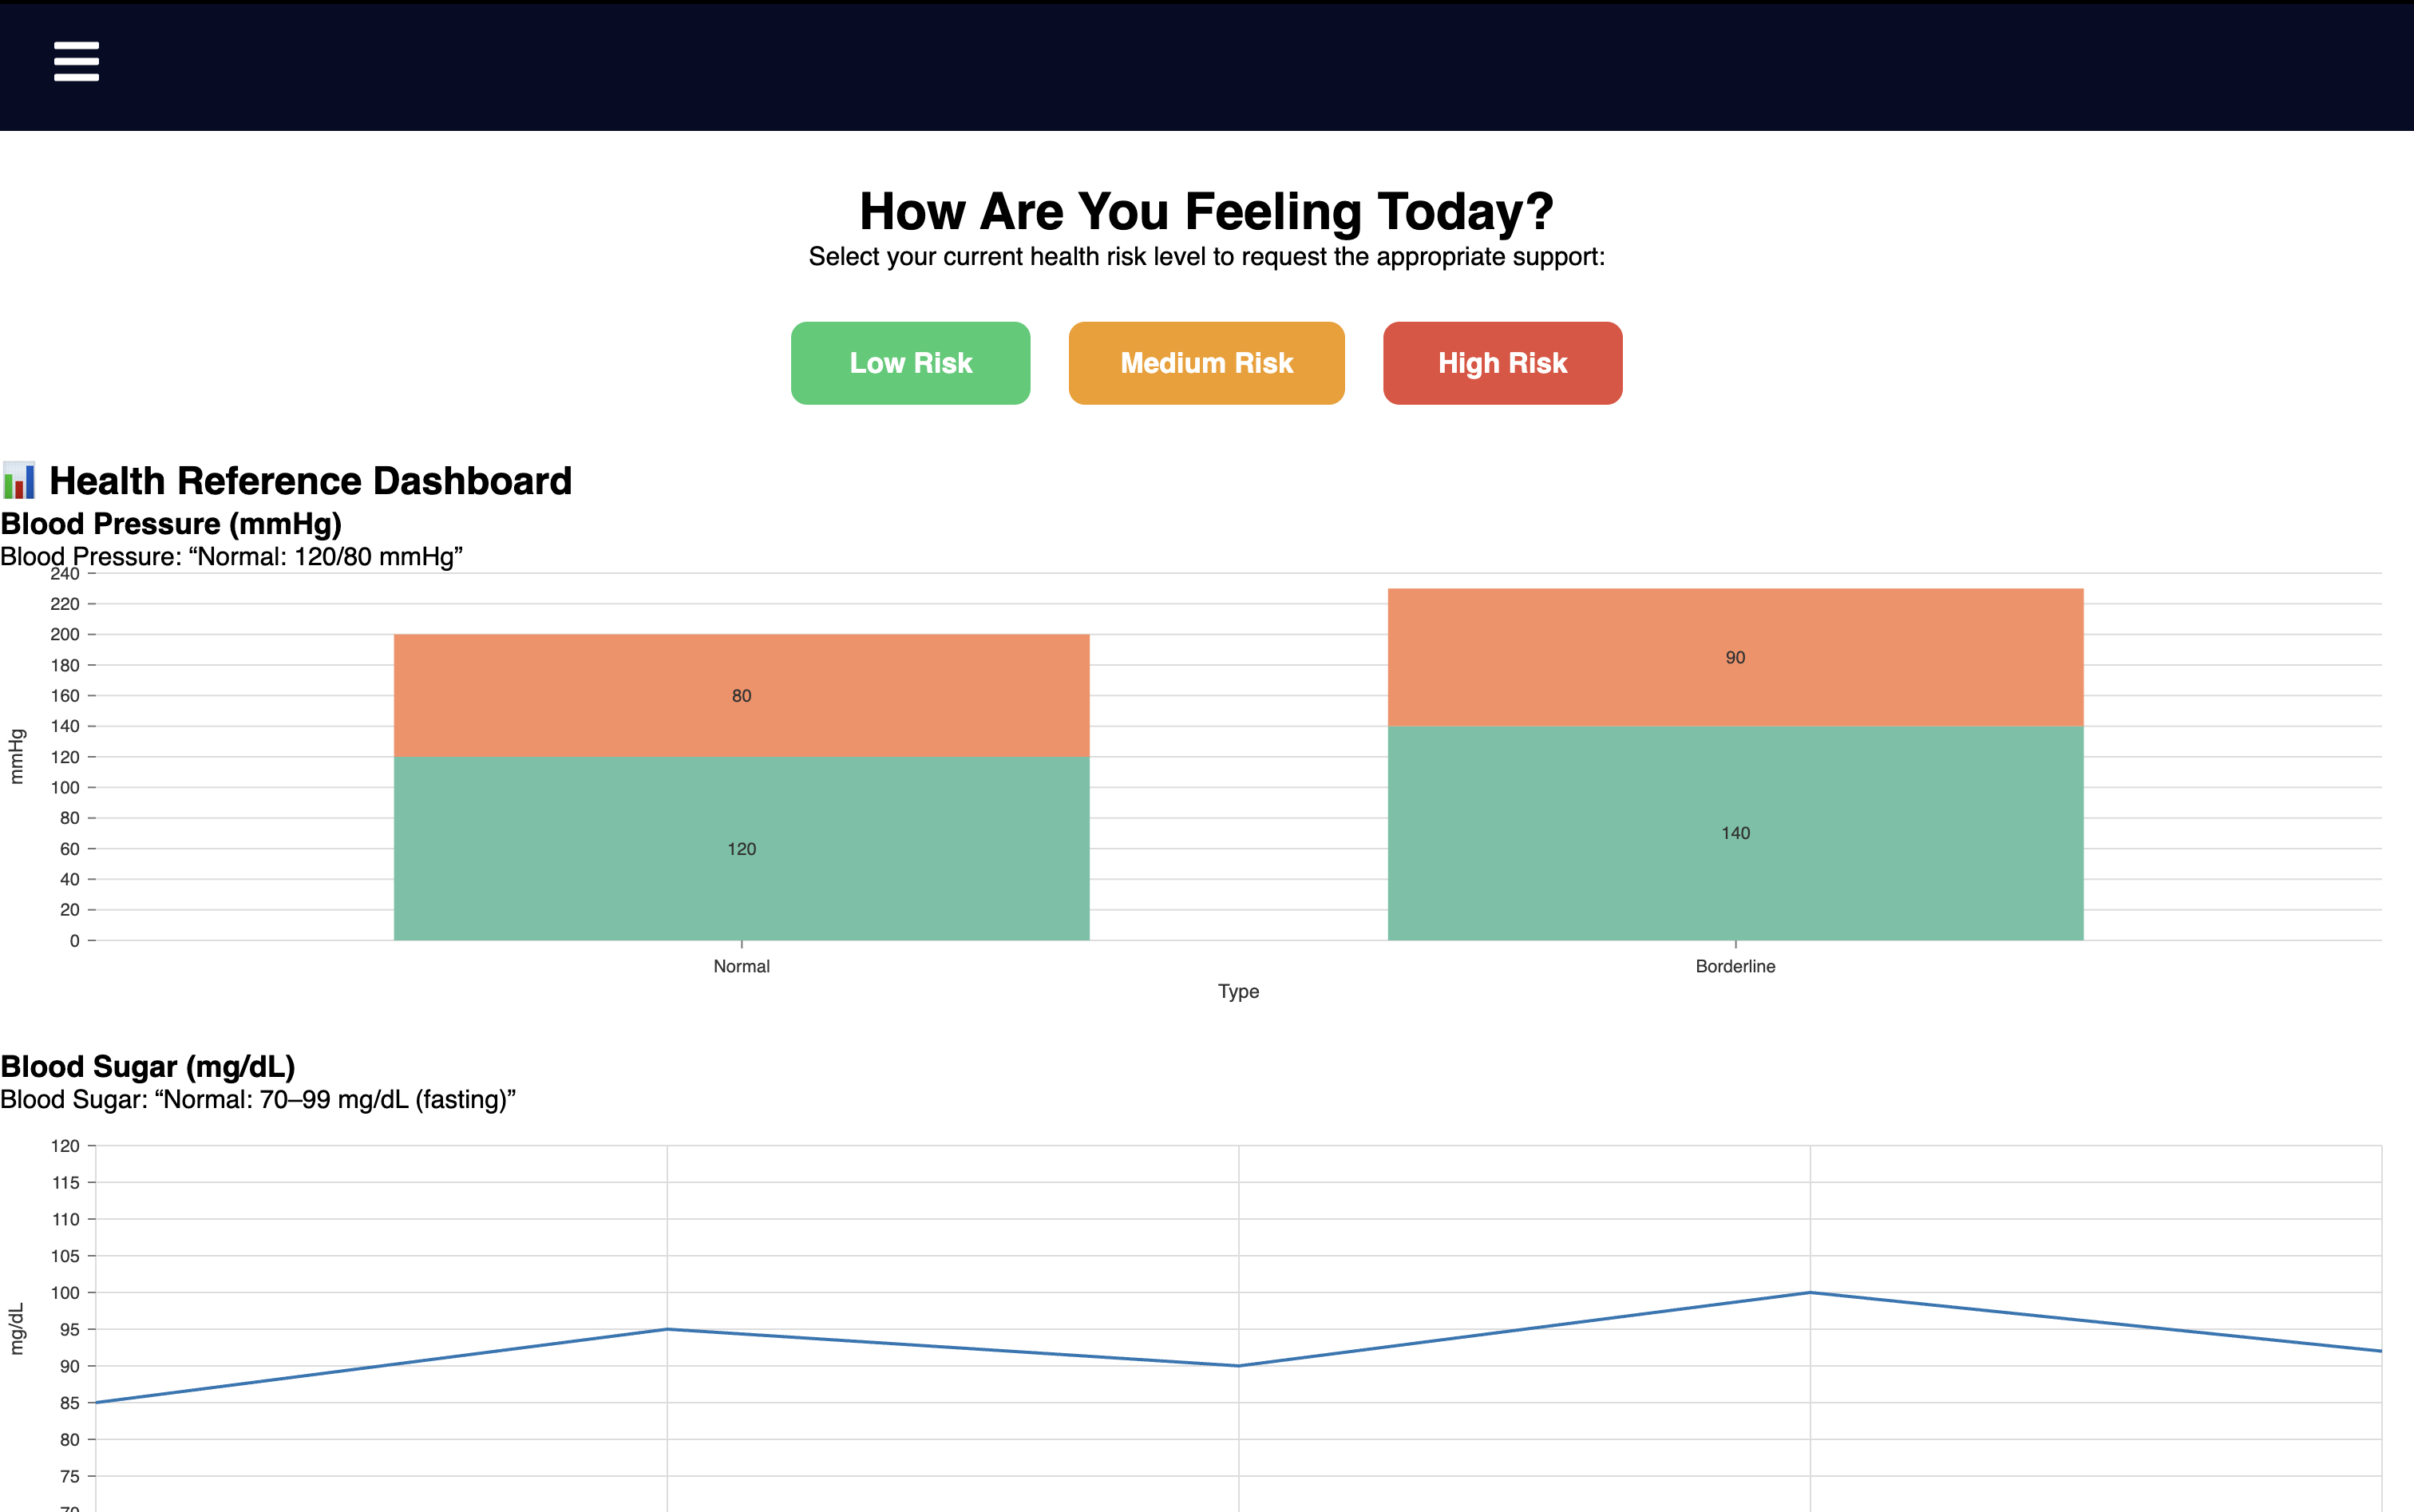 How Are You Feeling Today?
Select your current health risk level to request the appropriate support:
Low Risk
Medium Risk
High Risk
Health Reference Dashboard
Blood Pressure (mmHg)
Blood Pressure: “Normal: 120/80 mmHg”
240
220
200
180
160
140
120
100
80
60
40
20
0
mmHg
80
120
90
140
Normal
Borderline
Type
Blood Sugar (mg/dL)
Blood Sugar: “Normal: 70–99 mg/dL (fasting)”
120
115
110
105
100
95
90
85
80
75
70
mg/dL